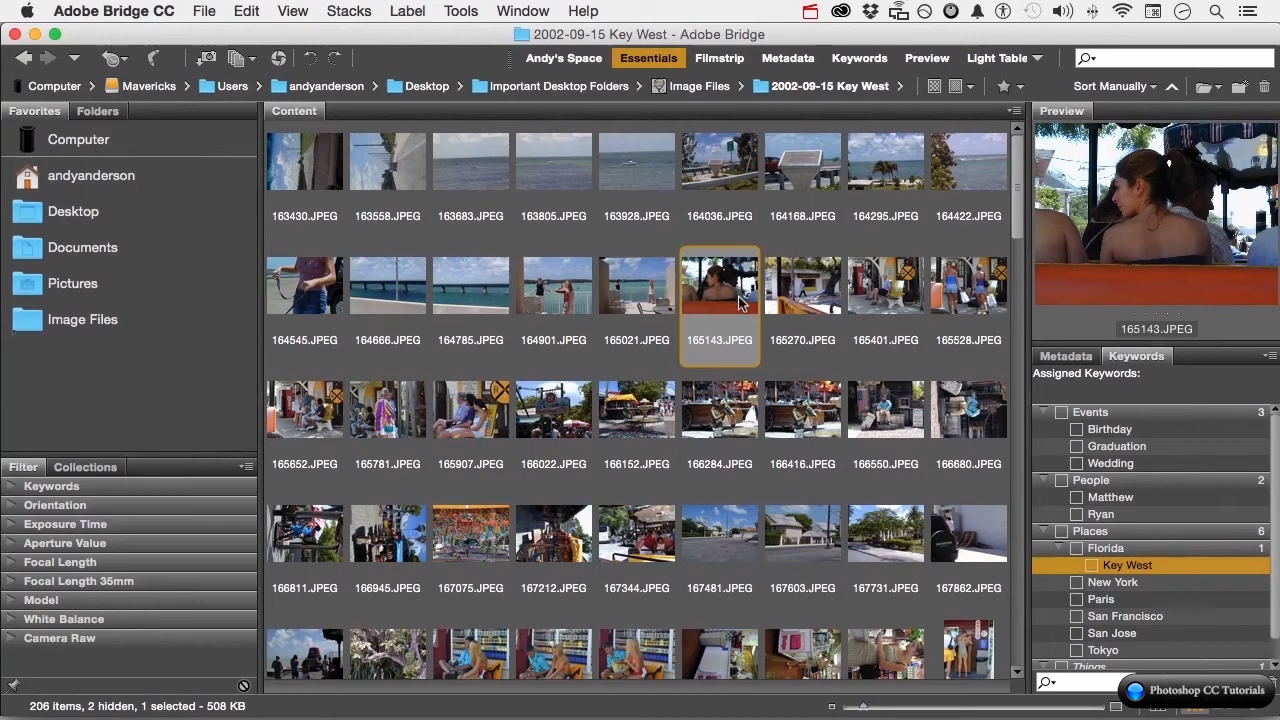 Adobe Bridge CC File Edit View Stacks Label Tools Window Help
2002-09-15 Key West - Adobe Bridge
Andy's Space Essentials Filmstrip Metadata Keywords Preview Light Table
Computer Mavericks Users andyanderson Desktop Important Desktop Folders Image Files 2002-09-15 Key West Sort Manually
Favorites Folders
Computer
andyanderson
Desktop
Documents
Pictures
Image Files
Filter Collections
Keywords
Orientation
Exposure Time
Aperture Value
Focal Length
Focal Length 35mm
Model
White Balance
Camera Raw
Content
163430.JPEG 163558.JPEG 163683.JPEG 163805.JPEG 163928.JPEG 164036.JPEG 164168.JPEG 164295.JPEG 164422.JPEG
164545.JPEG 164666.JPEG 164785.JPEG 164901.JPEG 165021.JPEG 165143.JPEG 165270.JPEG 165401.JPEG 165528.JPEG
165652.JPEG 165781.JPEG 165907.JPEG 166022.JPEG 166152.JPEG 166284.JPEG 166416.JPEG 166550.JPEG 166680.JPEG
166811.JPEG 166945.JPEG 167075.JPEG 167212.JPEG 167344.JPEG 167481.JPEG 167603.JPEG 167731.JPEG 167862.JPEG
Preview
165143.JPEG
Metadata Keywords
Assigned Keywords:
Events 3
Birthday
Graduation
Wedding
People 2
Matthew
Ryan
Places 6
Florida 1
Key West
New York
Paris
San Francisco
San Jose
Tokyo
Things 1
206 items, 2 hidden, 1 selected - 508 KB
Photoshop CC Tutorials